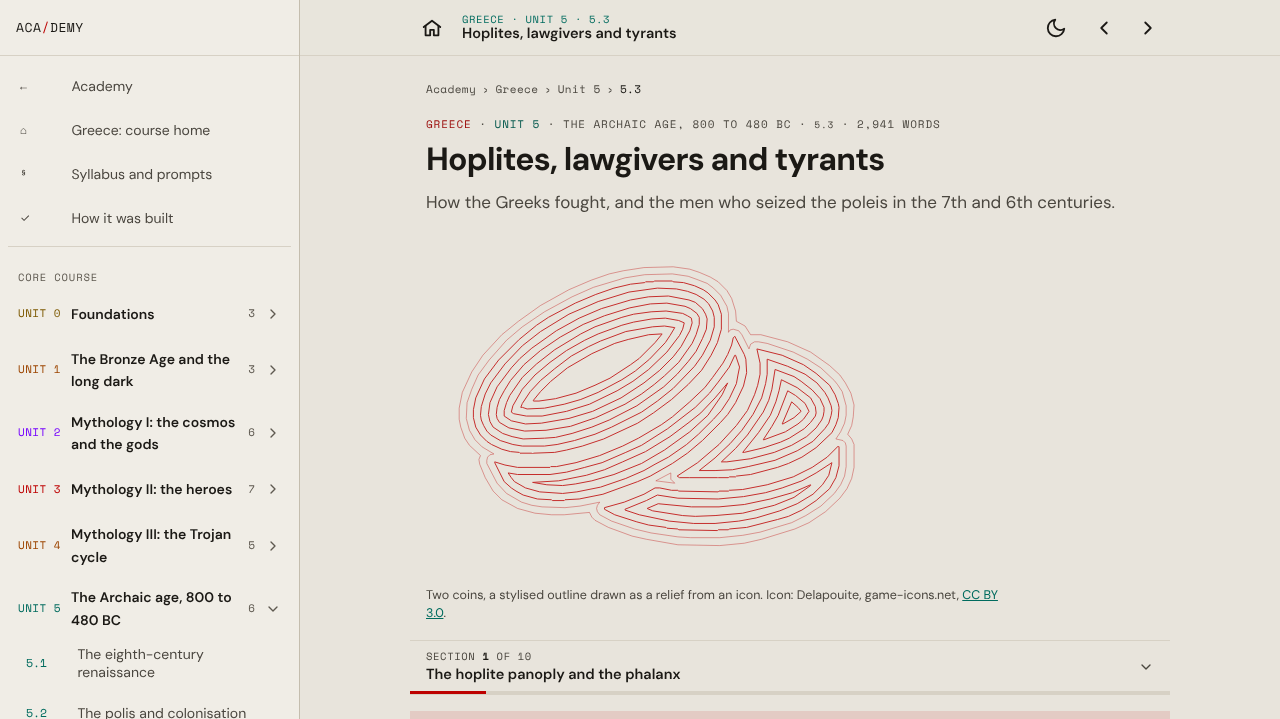 ACA/DEMY
← Academy
⌂ Greece: course home
§ Syllabus and prompts
✓ How it was built
CORE COURSE
UNIT 0 Foundations 3
UNIT 1 The Bronze Age and the long dark 3
UNIT 2 Mythology I: the cosmos and the gods 6
UNIT 3 Mythology II: the heroes 7
UNIT 4 Mythology III: the Trojan cycle 5
UNIT 5 The Archaic age, 800 to 480 BC 6
5.1 The eighth-century renaissance
5.2 The polis and colonisation
GREECE · UNIT 5 · 5.3
Hoplites, lawgivers and tyrants
Academy › Greece › Unit 5 › 5.3
GREECE · UNIT 5 · THE ARCHAIC AGE, 800 TO 480 BC · 5.3 · 2,941 WORDS
Hoplites, lawgivers and tyrants
How the Greeks fought, and the men who seized the poleis in the 7th and 6th centuries.
Two coins, a stylised outline drawn as a relief from an icon. Icon: Delapouite, game-icons.net, CC BY
3.0.
SECTION 1 OF 10
The hoplite panoply and the phalanx